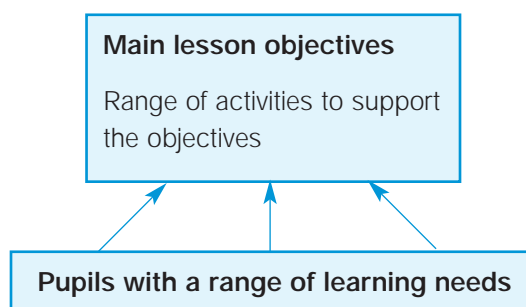 Main lesson objectives
Range of activities to support
the objectives
Pupils with a range of learning needs